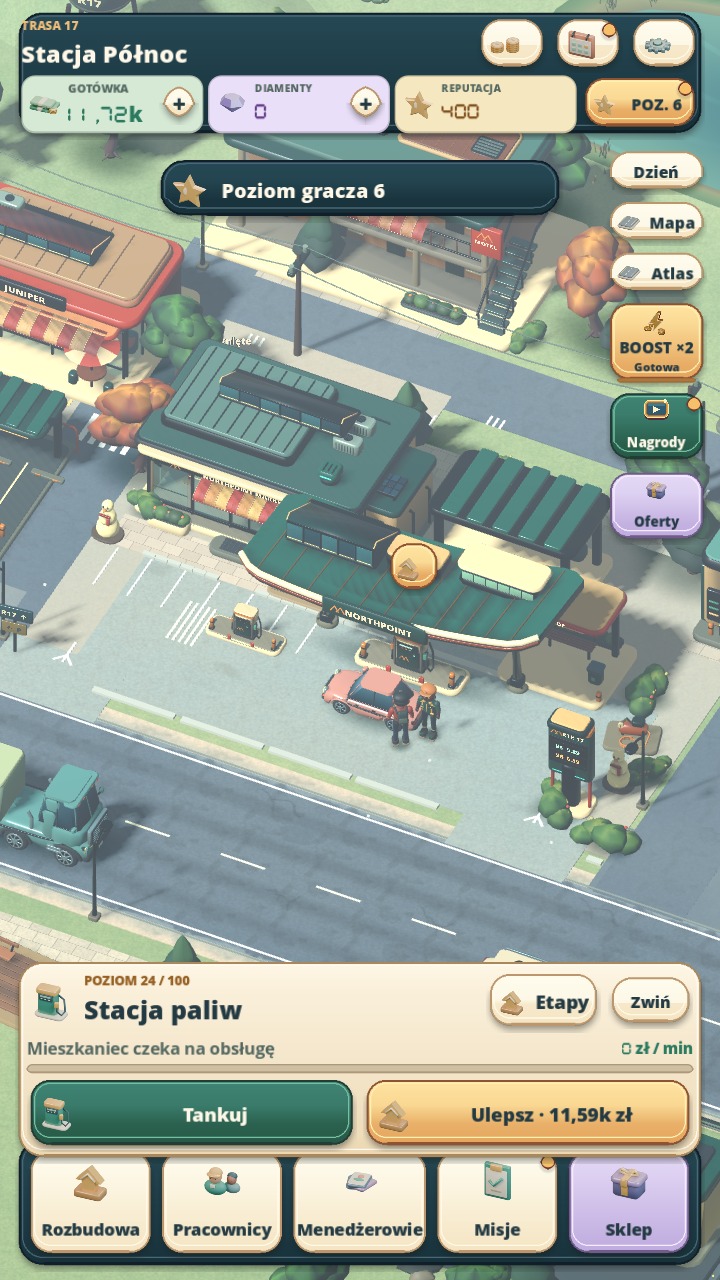 TRASA 17
Stacja Północ
GOTÓWKA
11,72k
DIAMENTY
0
REPUTACJA
400
POZ. 6
Poziom gracza 6
Dzień
Mapa
Atlas
BOOST ×2
Gotowa
Nagrody
Oferty
MOTEL
JUNIPER
NORTHPOINT
R17 ↑
POZIOM 24 / 100
Stacja paliw
Etapy
Zwiń
Mieszkaniec czeka na obsługę
0 zł / min
Tankuj
Ulepsz · 11,59k zł
Rozbudowa
Pracownicy
Menedżerowie
Misje
Sklep